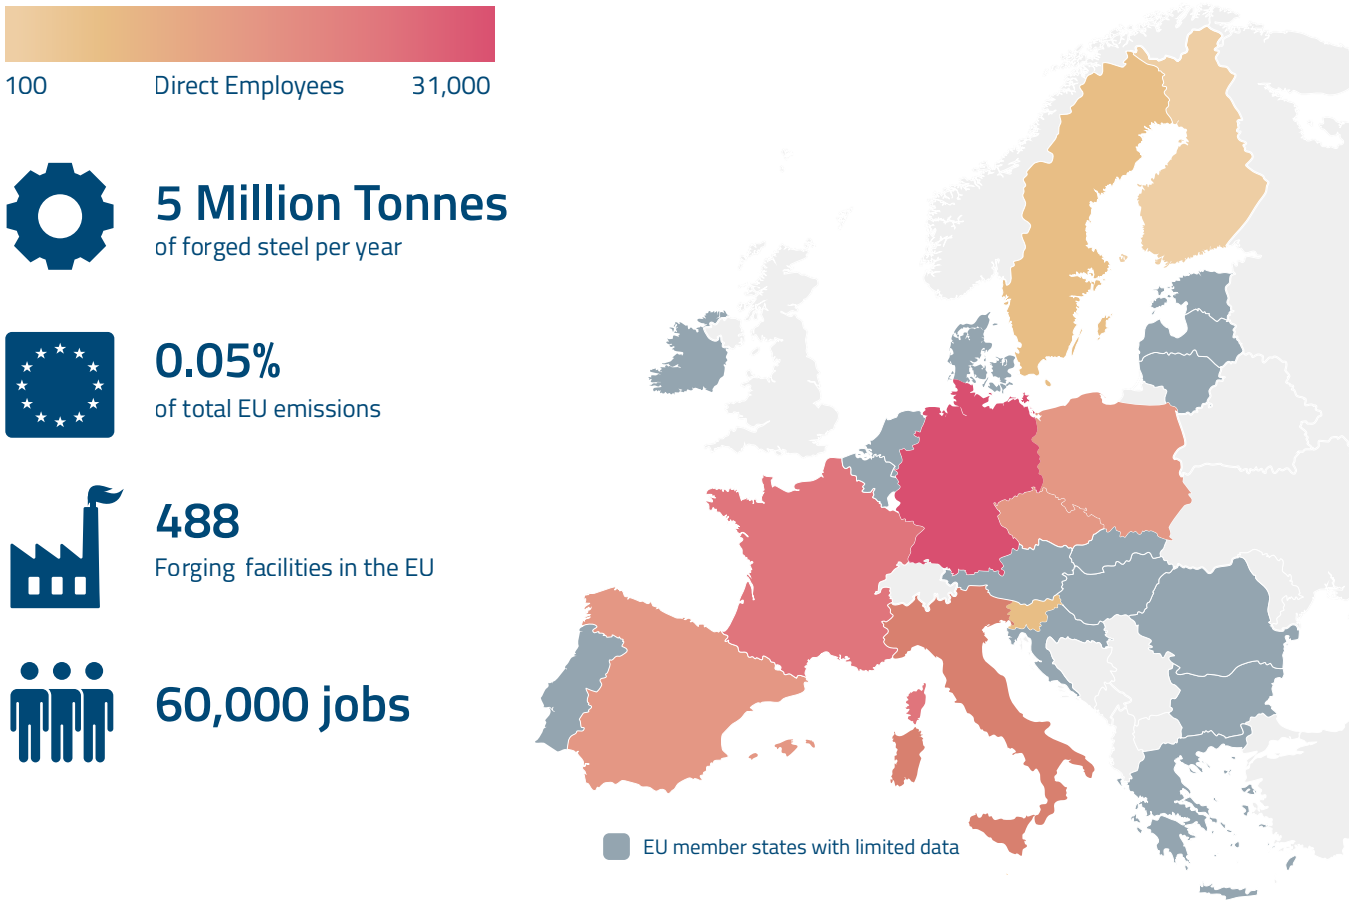 100 Direct Employees 31,000
5 Million Tonnes
of forged steel per year
0.05%
of total EU emissions
488
Forging facilities in the EU
60,000 jobs
EU member states with limited data